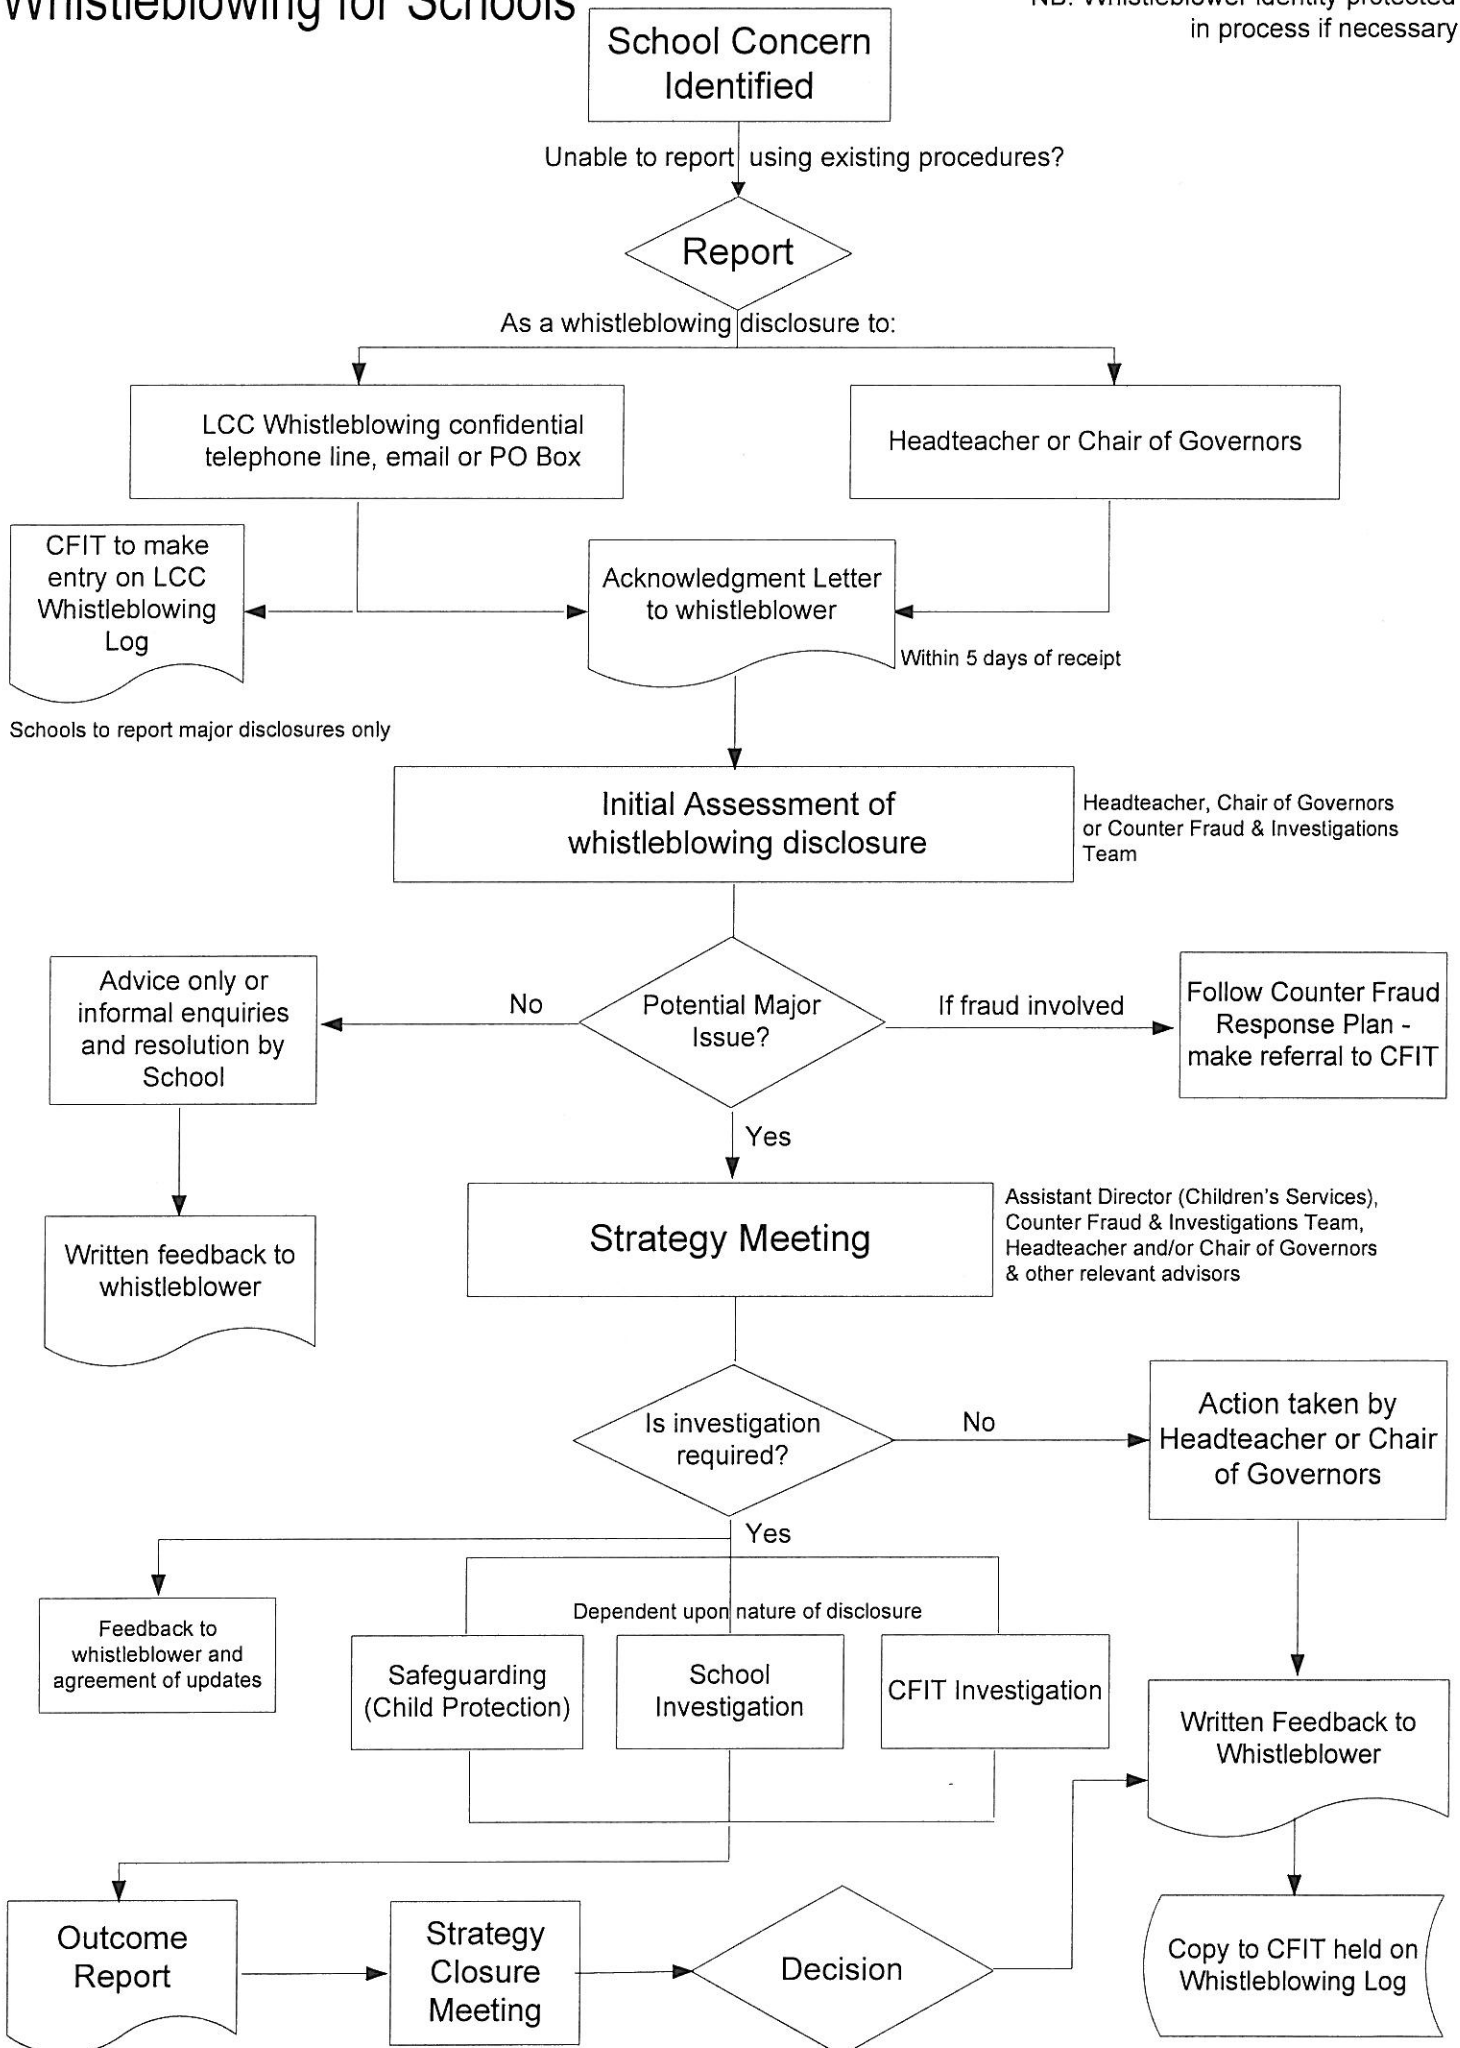 Whistleblowing for Schools
NB: Whistleblower identity protected
in process if necessary
School Concern
Identified
Unable to report using existing procedures?
Report
As a whistleblowing disclosure to:
LCC Whistleblowing confidential
telephone line, email or PO Box
Headteacher or Chair of Governors
CFIT to make
entry on LCC
Whistleblowing
Log
Acknowledgment Letter
to whistleblower
Within 5 days of receipt
Schools to report major disclosures only
Initial Assessment of
whistleblowing disclosure
Headteacher, Chair of Governors
or Counter Fraud & Investigations
Team
Advice only or
informal enquiries
and resolution by
School
No
Potential Major
Issue?
If fraud involved
Follow Counter Fraud
Response Plan -
make referral to CFIT
Yes
Written feedback to
whistleblower
Strategy Meeting
Assistant Director (Children's Services),
Counter Fraud & Investigations Team,
Headteacher and/or Chair of Governors
& other relevant advisors
Is investigation
required?
No
Action taken by
Headteacher or Chair
of Governors
Yes
Dependent upon nature of disclosure
Feedback to
whistleblower and
agreement of updates
Safeguarding
(Child Protection)
School
Investigation
CFIT Investigation
Written Feedback to
Whistleblower
Outcome
Report
Strategy
Closure
Meeting
Decision
Copy to CFIT held on
Whistleblowing Log